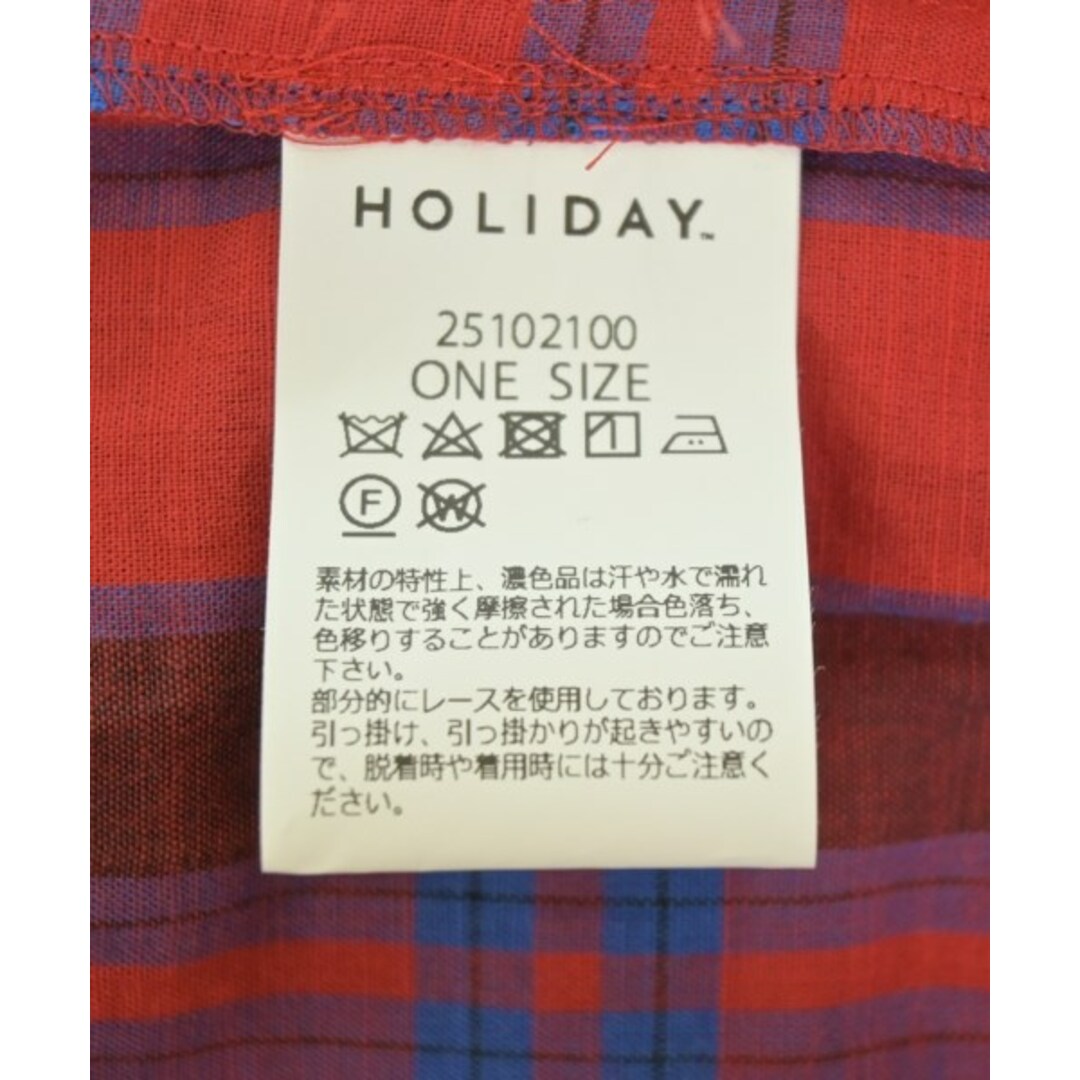 HOLIDAY™
25102100
ONE SIZE
F
W
素材の特性上、濃色品は汗や水で濡れ
た状態で強く摩擦された場合色落ち、
色移りすることがありますのでご注意
下さい。
部分的にレースを使用しております。
引っ掛け、引っ掛かりが起きやすいの
で、脱着時や着用時には十分ご注意く
ださい。